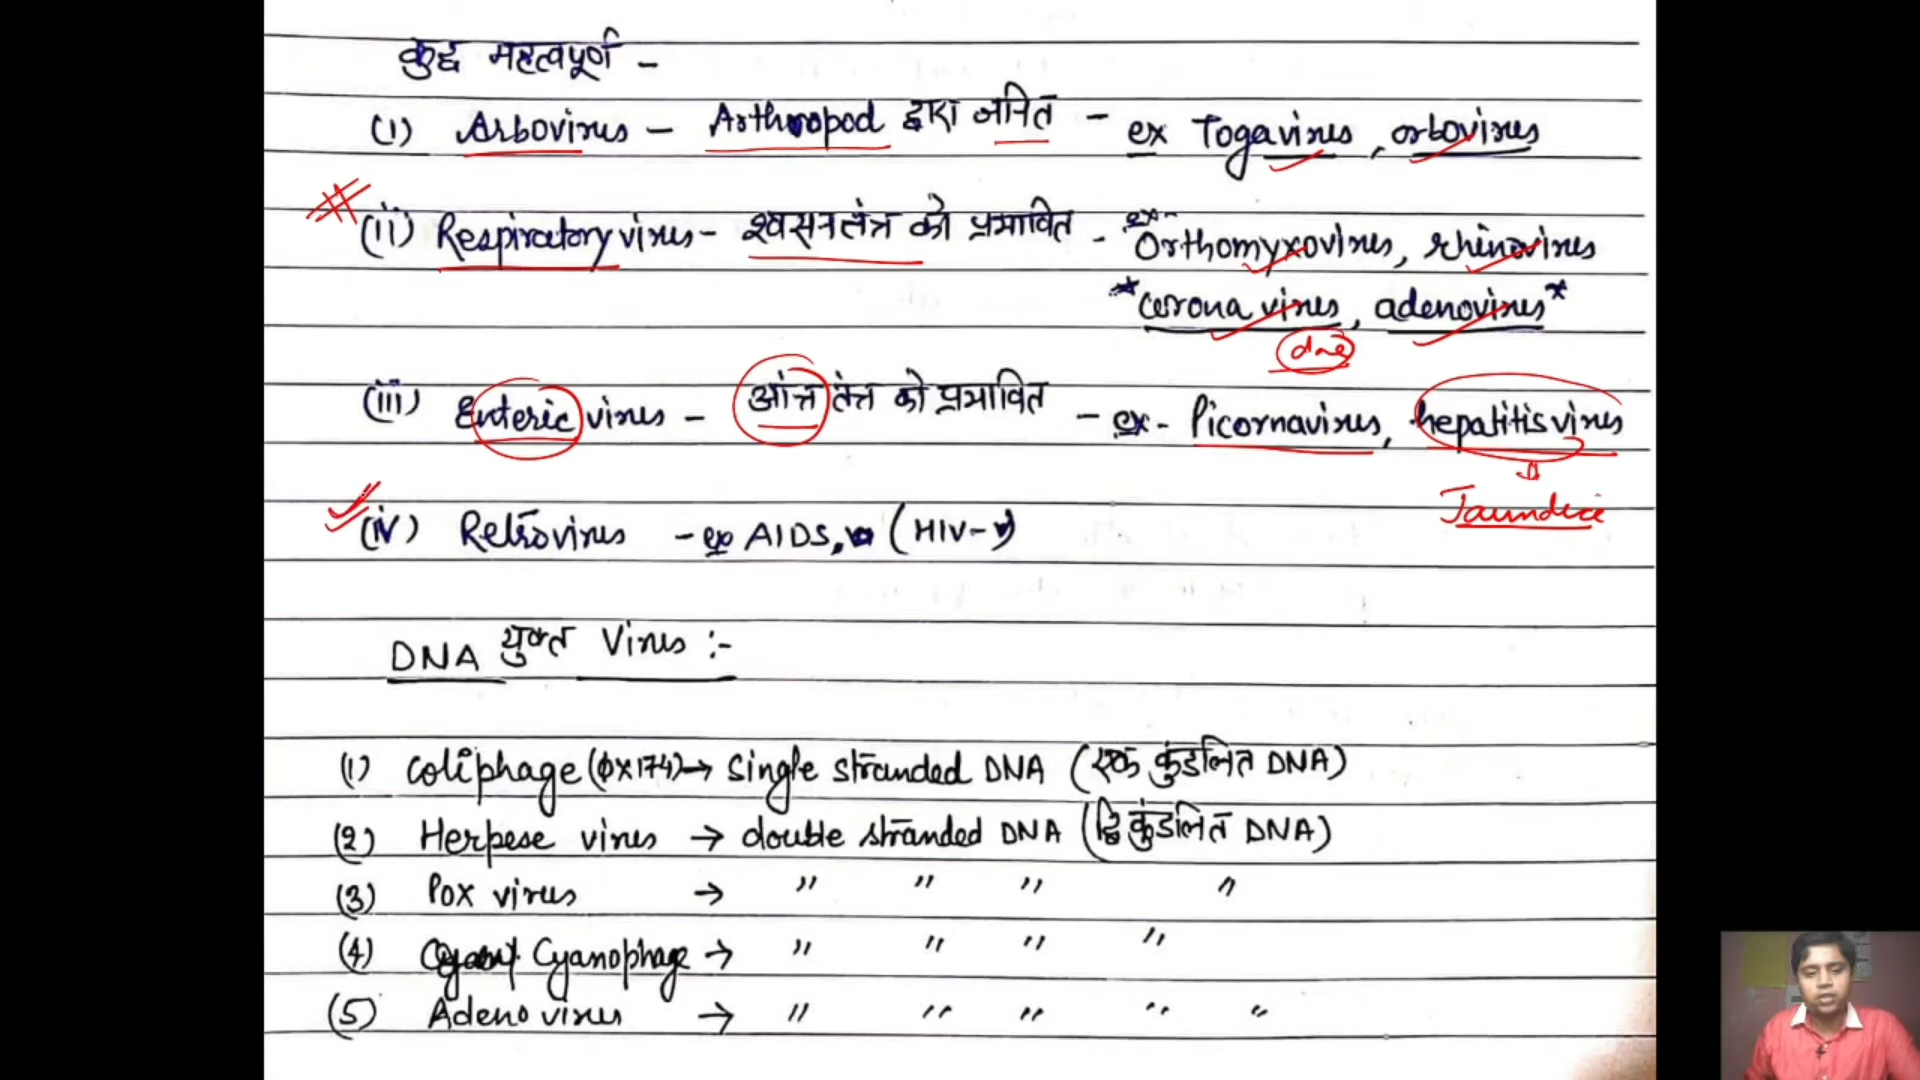 कुछ महत्वपूर्ण -
(i) Arbovirus - Arthropod द्वारा जनित - ex Togavirus, orbovirus
(ii) Respiratory virus - श्वसनतंत्र को प्रभावित - ex- Orthomyxovirus, rhinovirus
*corona virus, adenovirus*
(iii) Enteric virus - आंत्र तंत्र को प्रभावित - ex - Picornavirus, hepatitis virus
Jaundice
(iv) Retrovirus - ex AIDS, (HIV-
DNA युक्त Virus :-
(1) coliphage (φx174) → single stranded DNA (एक कुंडलित DNA)
(2) Herpese virus → double stranded DNA (द्वि कुंडलित DNA)
(3) Pox virus → " " " "
(4) Cyanophage → " " " "
(5) Adeno virus → " " " " "